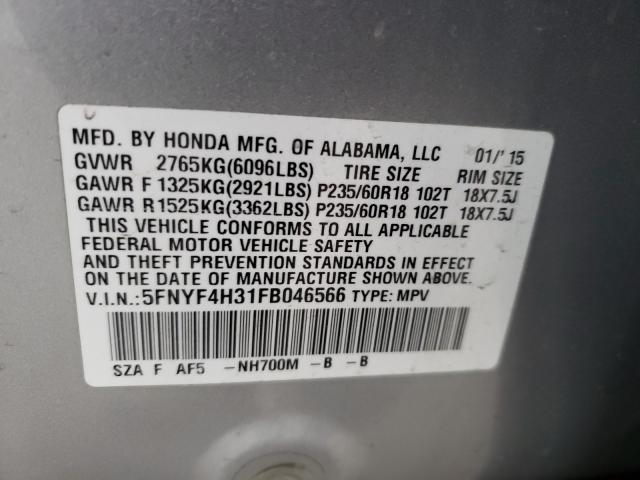 MFD. BY HONDA MFG. OF ALABAMA, LLC 01/'15
GVWR 2765KG(6096LBS) TIRE SIZE RIM SIZE
GAWR F 1325KG(2921LBS) P235/60R18 102T 18X7.5J
GAWR R1525KG(3362LBS) P235/60R18 102T 18X7.5J
THIS VEHICLE CONFORMS TO ALL APPLICABLE
FEDERAL MOTOR VEHICLE SAFETY
AND THEFT PREVENTION STANDARDS IN EFFECT
ON THE DATE OF MANUFACTURE SHOWN ABOVE.
V.I.N.:5FNYF4H31FB046566 TYPE: MPV
SZA F AF5 -NH700M -B -B